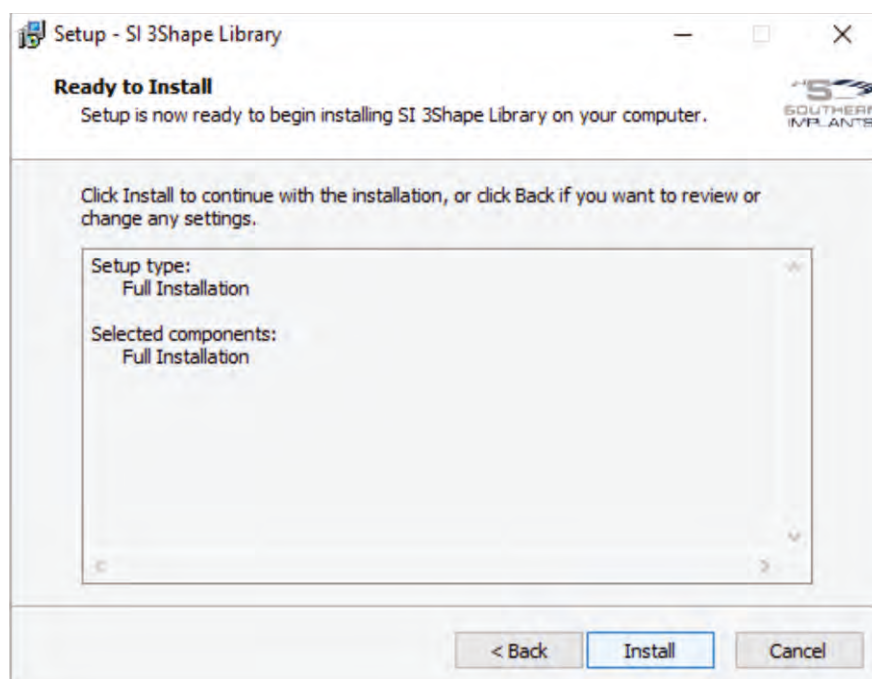 Setup - SI 3Shape Library
Ready to Install
Setup is now ready to begin installing SI 3Shape Library on your computer.
SOUTHERN
IMPLANTS
Click Install to continue with the installation, or click Back if you want to review or
change any settings.
Setup type:
Full Installation
Selected components:
Full Installation
< Back
Install
Cancel